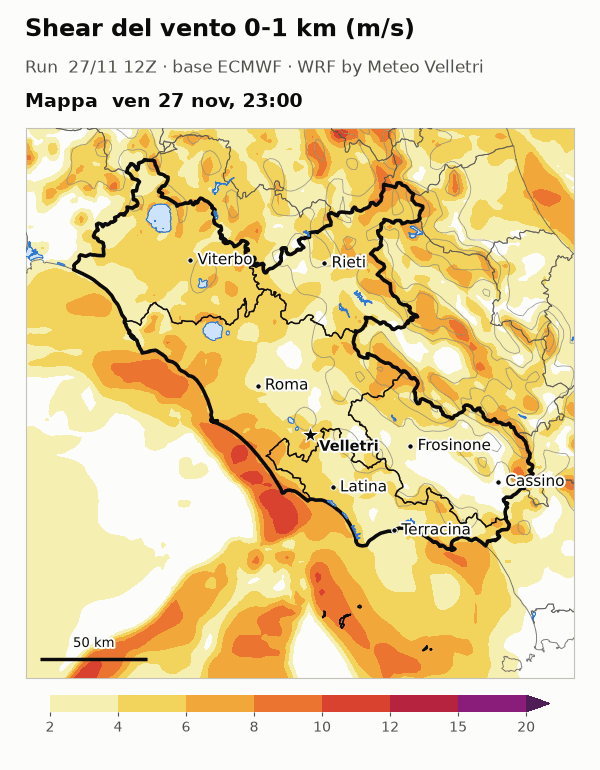 Shear del vento 0-1 km (m/s)
Run  27/11 12Z · base ECMWF · WRF by Meteo Velletri
Mappa  ven 27 nov, 23:00
Viterbo
Rieti
Roma
Velletri
Frosinone
Cassino
Latina
Terracina
50 km
2 4 6 8 10 12 15 20